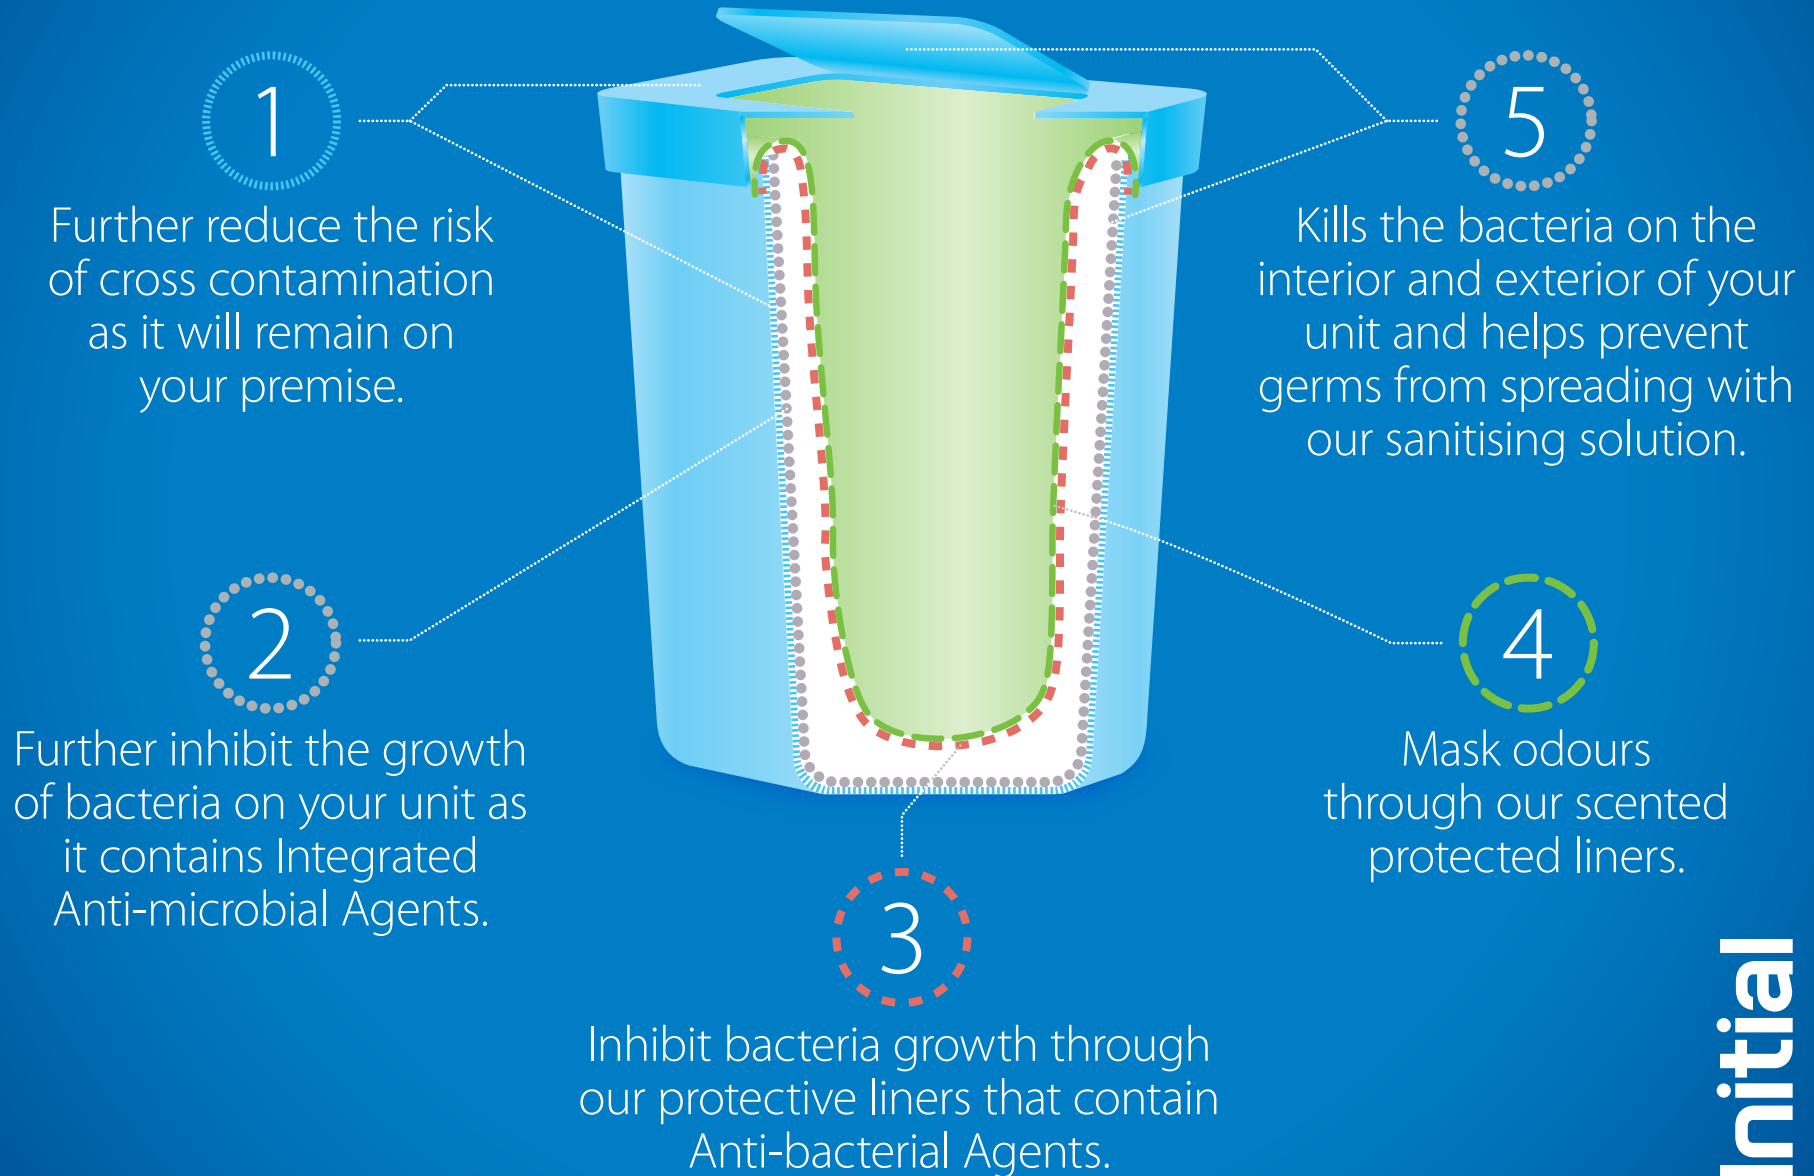 1
Further reduce the risk
of cross contamination
as it will remain on
your premise.
2
Further inhibit the growth
of bacteria on your unit as
it contains Integrated
Anti-microbial Agents.
3
Inhibit bacteria growth through
our protective liners that contain
Anti-bacterial Agents.
4
Mask odours
through our scented
protected liners.
5
Kills the bacteria on the
interior and exterior of your
unit and helps prevent
germs from spreading with
our sanitising solution.
nitial